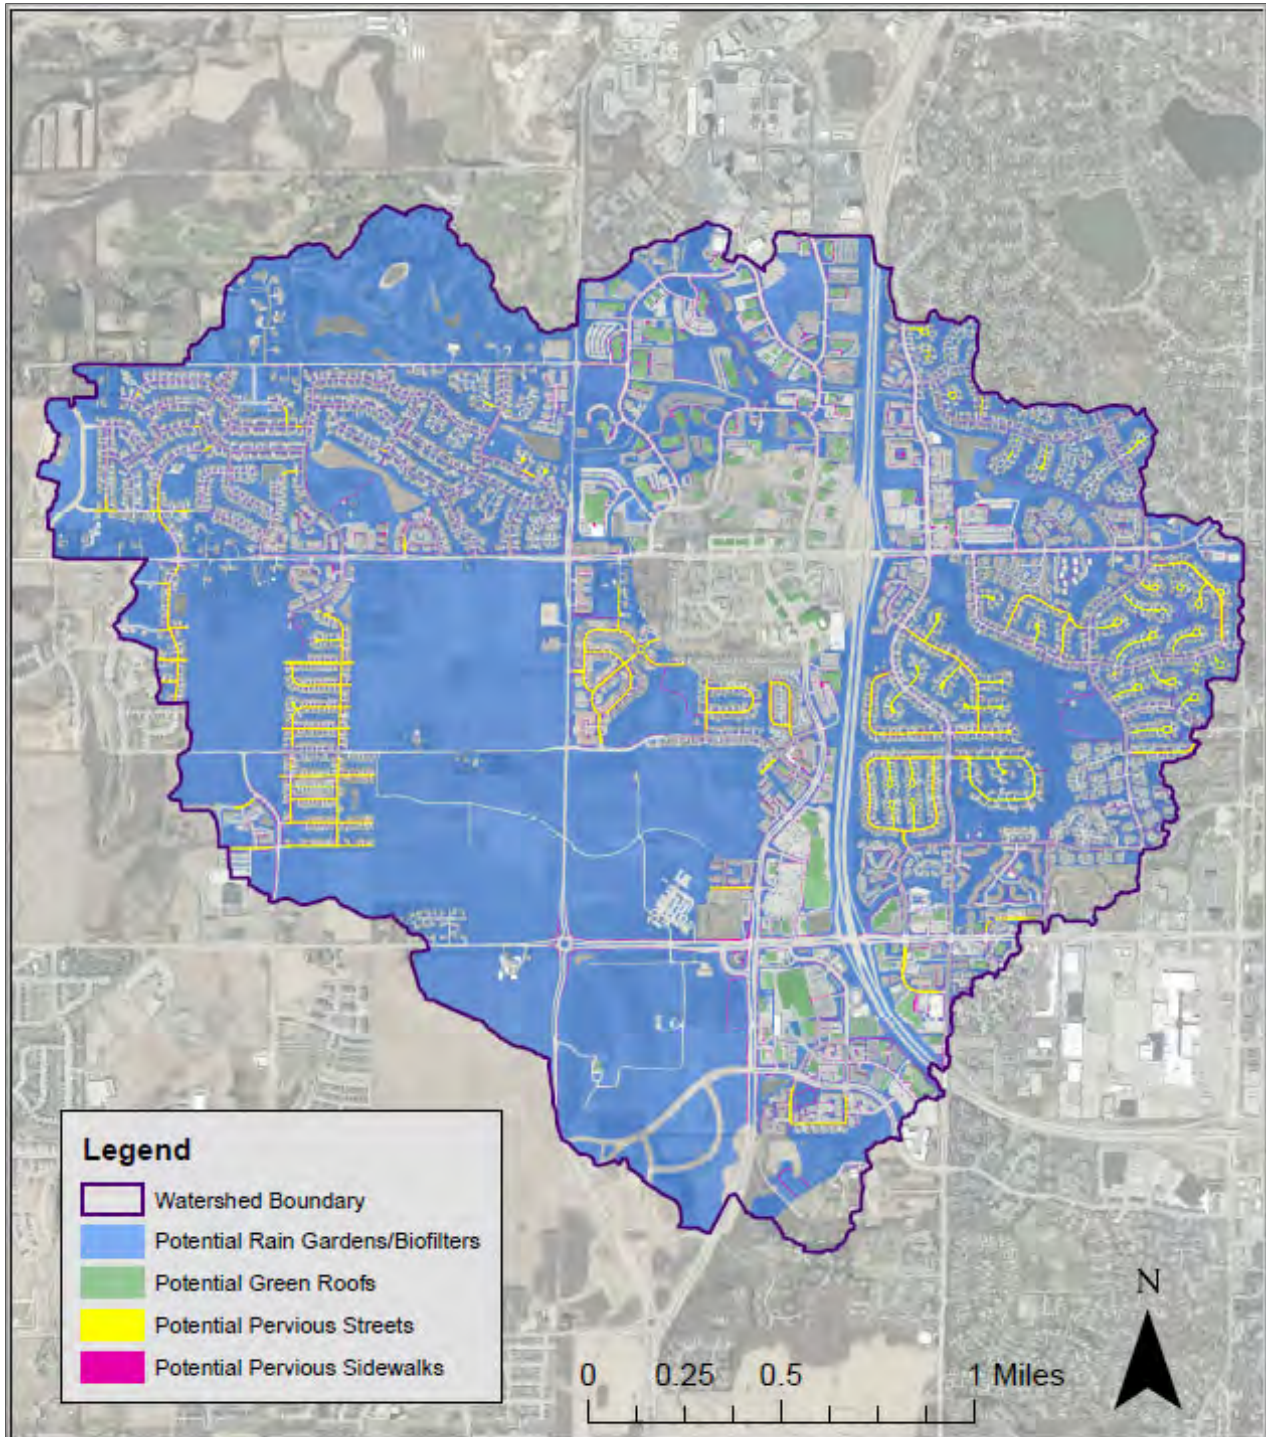 Legend
Watershed Boundary
Potential Rain Gardens/Biofilters
Potential Green Roofs
Potential Pervious Streets
Potential Pervious Sidewalks
N
0 0.25 0.5 1 Miles